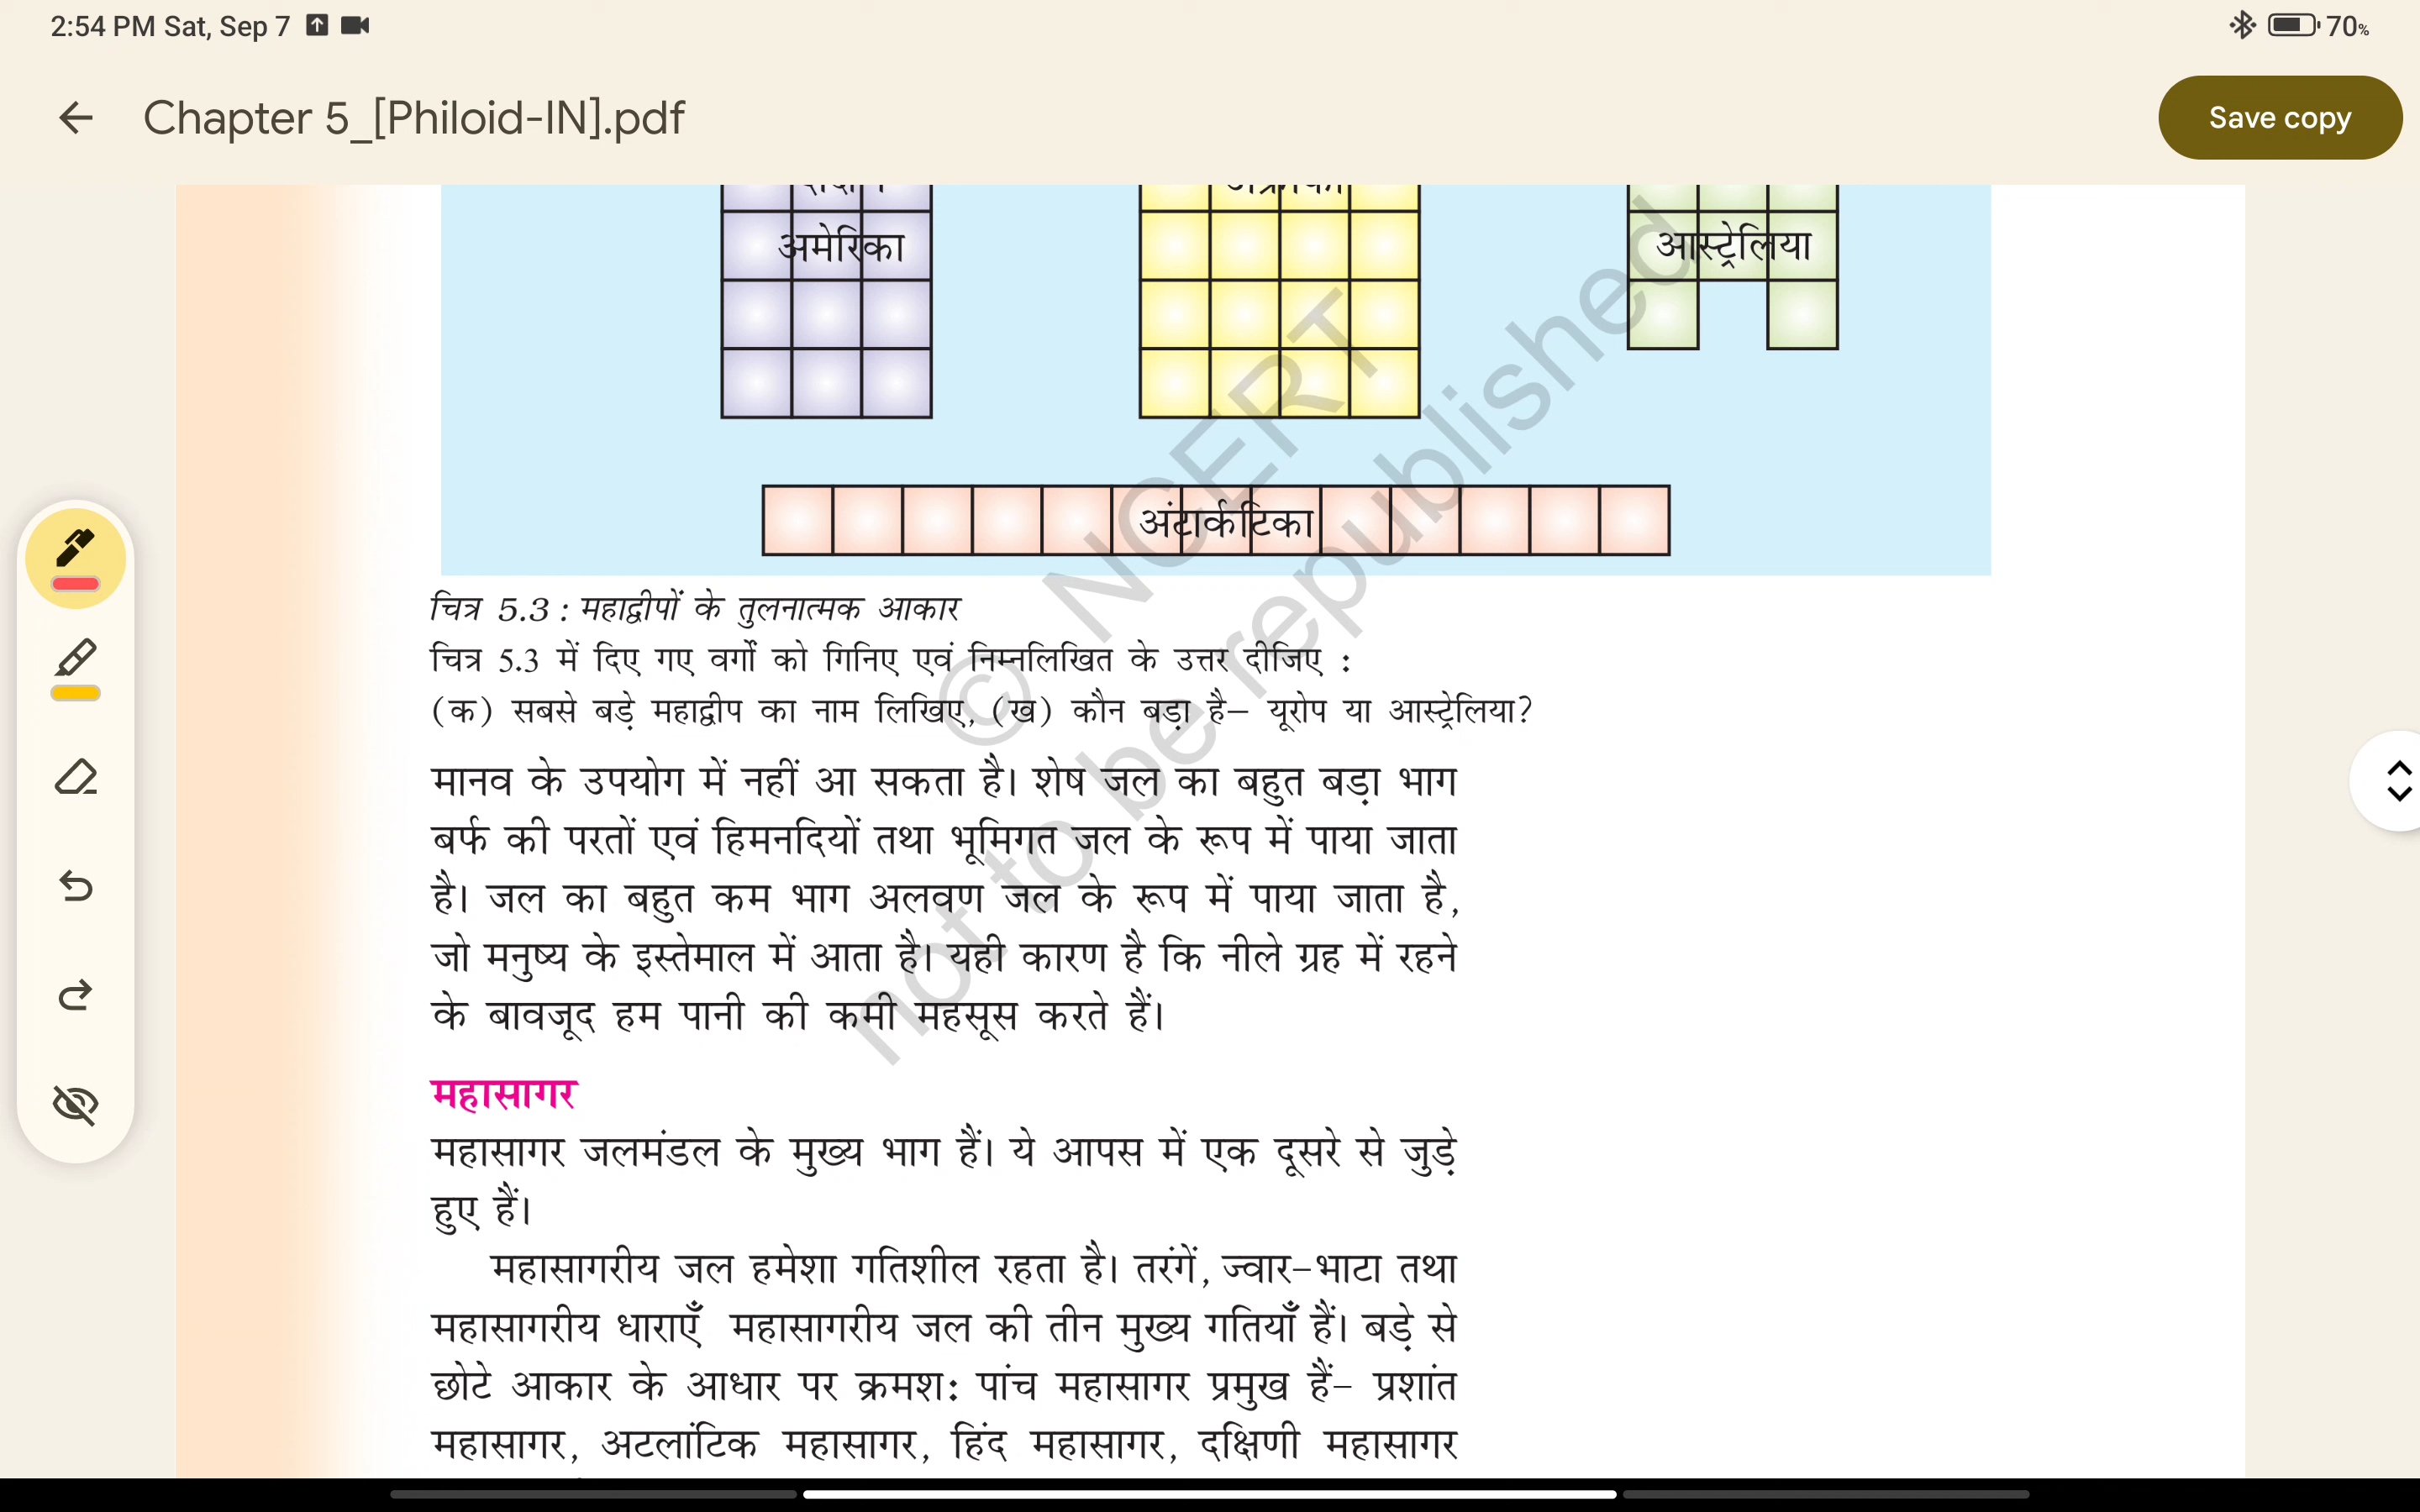 2:54 PM Sat, Sep 7
70%
Chapter 5_[Philoid-IN].pdf
Save copy
अमेरिका
आस्ट्रेलिया
अंटार्कटिका
© NCERT
not to be republished
चित्र 5.3 : महाद्वीपों के तुलनात्मक आकार
चित्र 5.3 में दिए गए वर्गों को गिनिए एवं निम्नलिखित के उत्तर दीजिए :
(क) सबसे बड़े महाद्वीप का नाम लिखिए, (ख) कौन बड़ा है– यूरोप या आस्ट्रेलिया?
मानव के उपयोग में नहीं आ सकता है। शेष जल का बहुत बड़ा भाग
बर्फ की परतों एवं हिमनदियों तथा भूमिगत जल के रूप में पाया जाता
है। जल का बहुत कम भाग अलवण जल के रूप में पाया जाता है,
जो मनुष्य के इस्तेमाल में आता है। यही कारण है कि नीले ग्रह में रहने
के बावजूद हम पानी की कमी महसूस करते हैं।
महासागर
महासागर जलमंडल के मुख्य भाग हैं। ये आपस में एक दूसरे से जुड़े
हुए हैं।
महासागरीय जल हमेशा गतिशील रहता है। तरंगें, ज्वार–भाटा तथा
महासागरीय धाराएँ महासागरीय जल की तीन मुख्य गतियाँ हैं। बड़े से
छोटे आकार के आधार पर क्रमशः पांच महासागर प्रमुख हैं– प्रशांत
महासागर, अटलांटिक महासागर, हिंद महासागर, दक्षिणी महासागर